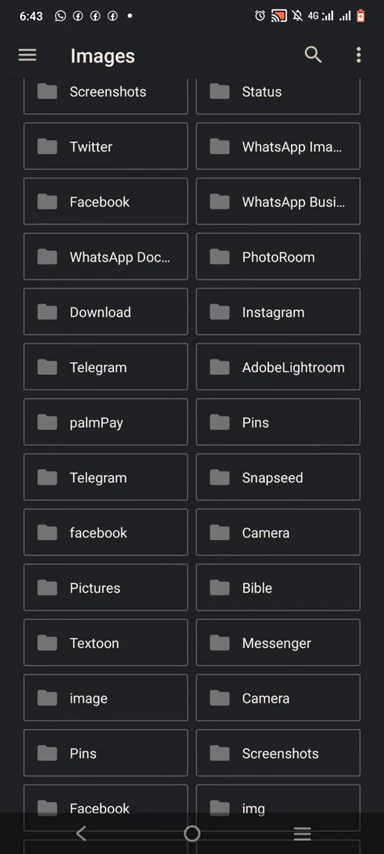 6:43
4G
Images
Screenshots
Status
Twitter
WhatsApp Ima...
Facebook
WhatsApp Busi...
WhatsApp Doc...
PhotoRoom
Download
Instagram
Telegram
AdobeLightroom
palmPay
Pins
Telegram
Snapseed
facebook
Camera
Pictures
Bible
Textoon
Messenger
image
Camera
Pins
Screenshots
Facebook
img